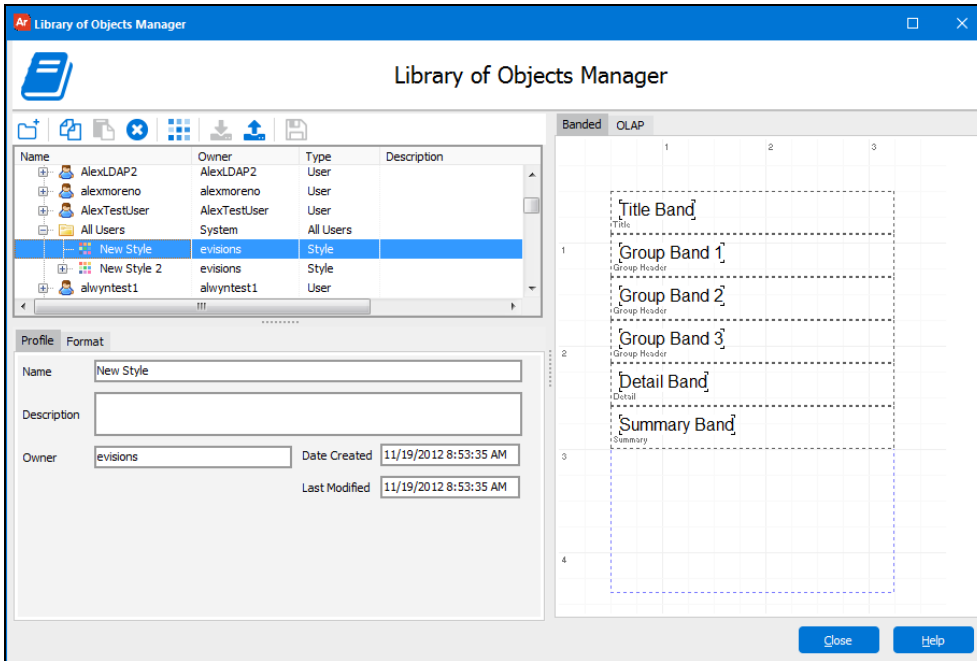 Ar Library of Objects Manager
Library of Objects Manager
Name Owner Type Description
AlexLDAP2 AlexLDAP2 User
alexmoreno alexmoreno User
AlexTestUser AlexTestUser User
All Users System All Users
New Style evisions Style
New Style 2 evisions Style
alwyntest1 alwyntest1 User
Profile Format
Name New Style
Description
Owner evisions Date Created 11/19/2012 8:53:35 AM
Last Modified 11/19/2012 8:53:35 AM
Banded OLAP
1 2 3
Title Band
Title
1
Group Band 1
Group Header
Group Band 2
Group Header
2
Group Band 3
Group Header
Detail Band
Detail
Summary Band
Summary
3
4
Close Help